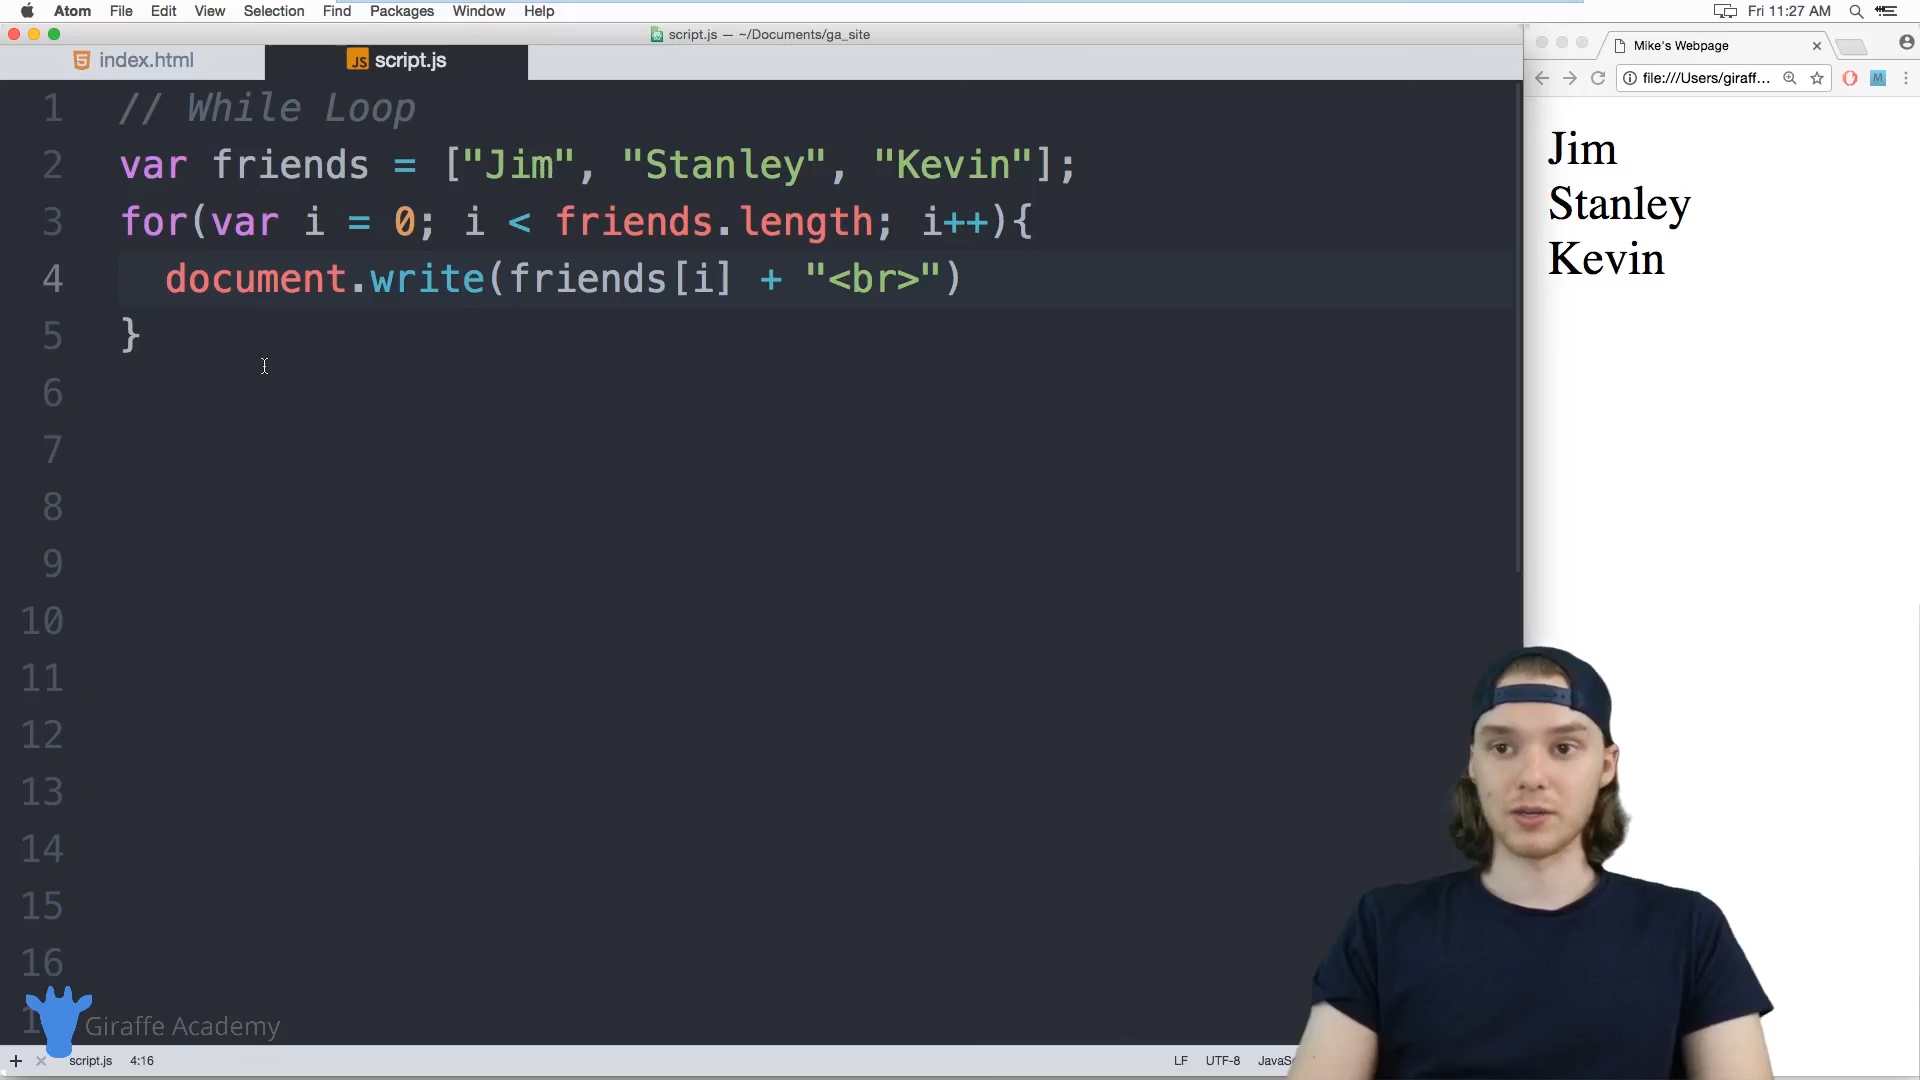 Atom File Edit View Selection Find Packages Window Help Fri 11:27 AM
script.js — ~/Documents/ga_site
index.html
script.js
Mike's Webpage
file:///Users/giraff...
M
1 // While Loop
2 var friends = ["Jim", "Stanley", "Kevin"];
3 for(var i = 0; i < friends.length; i++){
4 document.write(friends[i] + "<br>")
5 }
6
7
8
9
10
11
12
13
14
15
16
Jim
Stanley
Kevin
Giraffe Academy
script.js 4:16 LF UTF-8